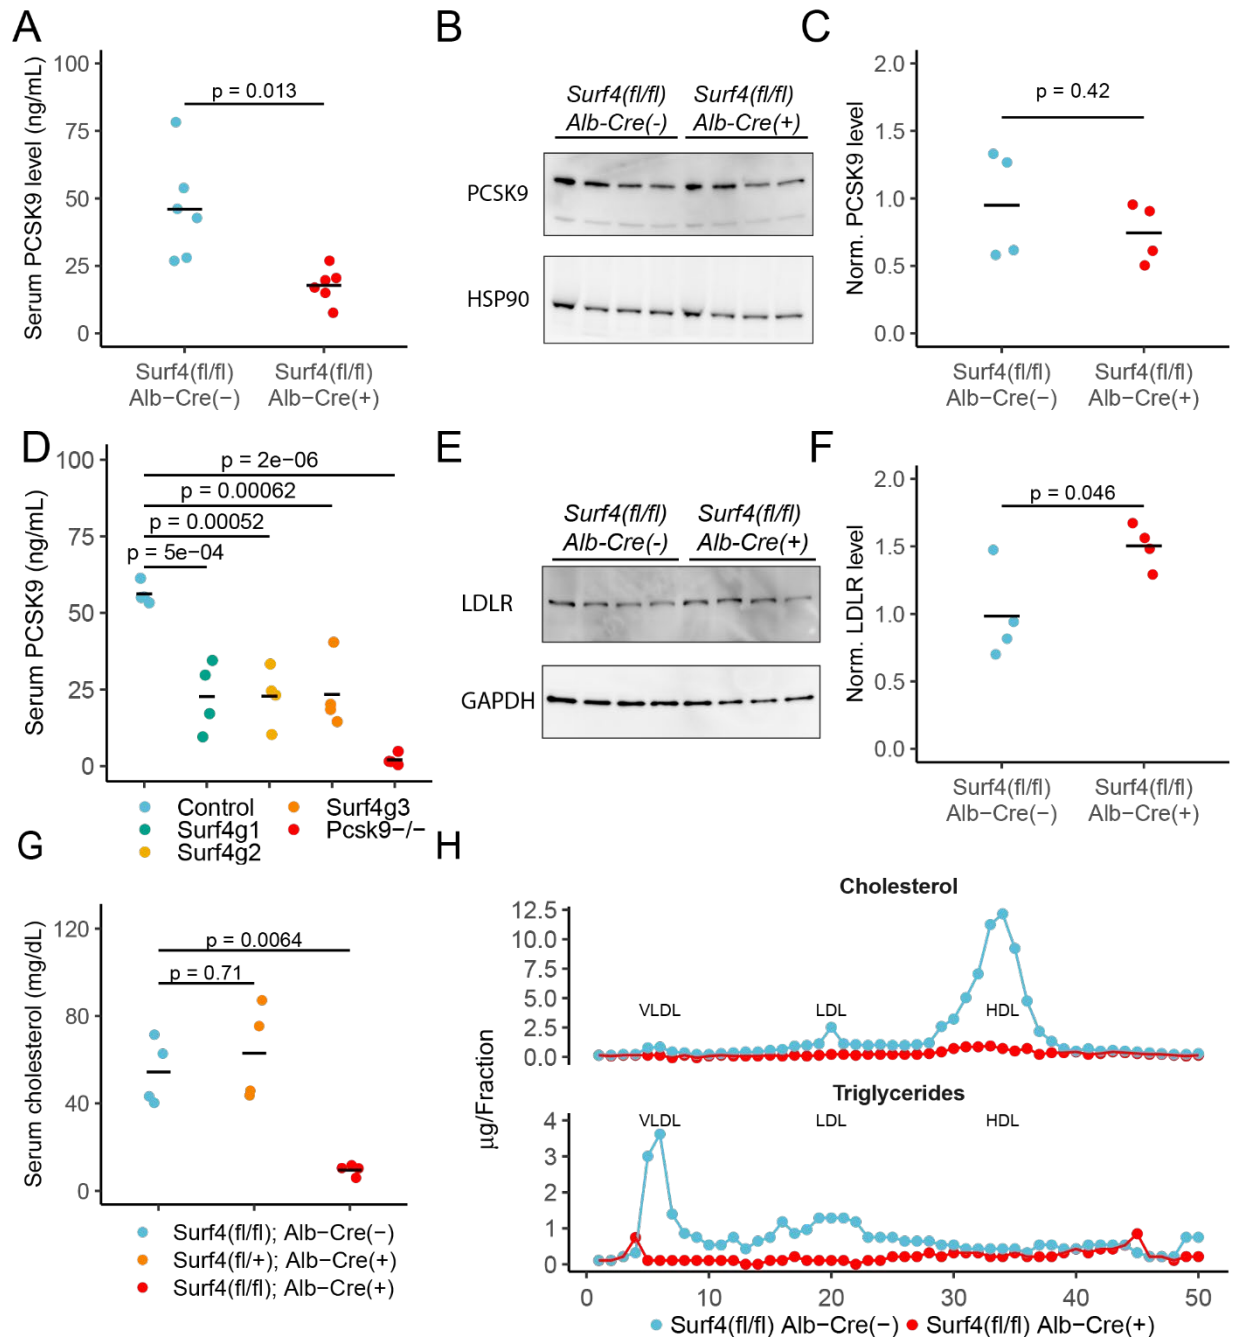 A
Serum PCSK9 level (ng/mL)
100
75
50
25
0
p = 0.013
Surf4(fl/fl)
Alb−Cre(−)
Surf4(fl/fl)
Alb−Cre(+)
B
Surf4(fl/fl)
Alb-Cre(-)
Surf4(fl/fl)
Alb-Cre(+)
PCSK9
HSP90
C
Norm. PCSK9 level
2.0
1.5
1.0
0.5
0.0
p = 0.42
Surf4(fl/fl)
Alb−Cre(−)
Surf4(fl/fl)
Alb−Cre(+)
D
Serum PCSK9 (ng/mL)
100
75
50
25
0
p = 2e−06
p = 0.00062
p = 0.00052
p = 5e−04
Control
Surf4g1
Surf4g2
Surf4g3
Pcsk9−/−
E
Surf4(fl/fl)
Alb-Cre(-)
Surf4(fl/fl)
Alb-Cre(+)
LDLR
GAPDH
F
Norm. LDLR level
2.0
1.5
1.0
0.5
0.0
p = 0.046
Surf4(fl/fl)
Alb−Cre(−)
Surf4(fl/fl)
Alb−Cre(+)
G
Serum cholesterol (mg/dL)
120
80
40
0
p = 0.0064
p = 0.71
Surf4(fl/fl); Alb−Cre(−)
Surf4(fl/+); Alb−Cre(+)
Surf4(fl/fl); Alb−Cre(+)
H
µg/Fraction
Cholesterol
12.5
10.0
7.5
5.0
2.5
0.0
VLDL
LDL
HDL
Triglycerides
4
3
2
1
0
VLDL
LDL
HDL
0 10 20 30 40 50
Surf4(fl/fl) Alb−Cre(−) Surf4(fl/fl) Alb−Cre(+)